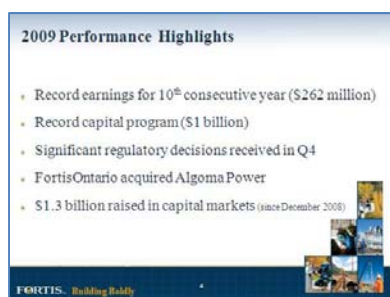 2009 Performance Highlights
Record earnings for 10th consecutive year ($262 million)
Record capital program ($1 billion)
Significant regulatory decisions received in Q4
FortisOntario acquired Algoma Power
$1.3 billion raised in capital markets (since December 2008)
FORTIS. Building Boldly
4